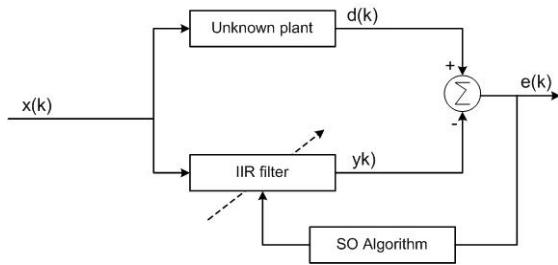 Unknown plant
d(k)
+
e(k)
Σ
x(k)
-
IIR filter
yk)
SO Algorithm